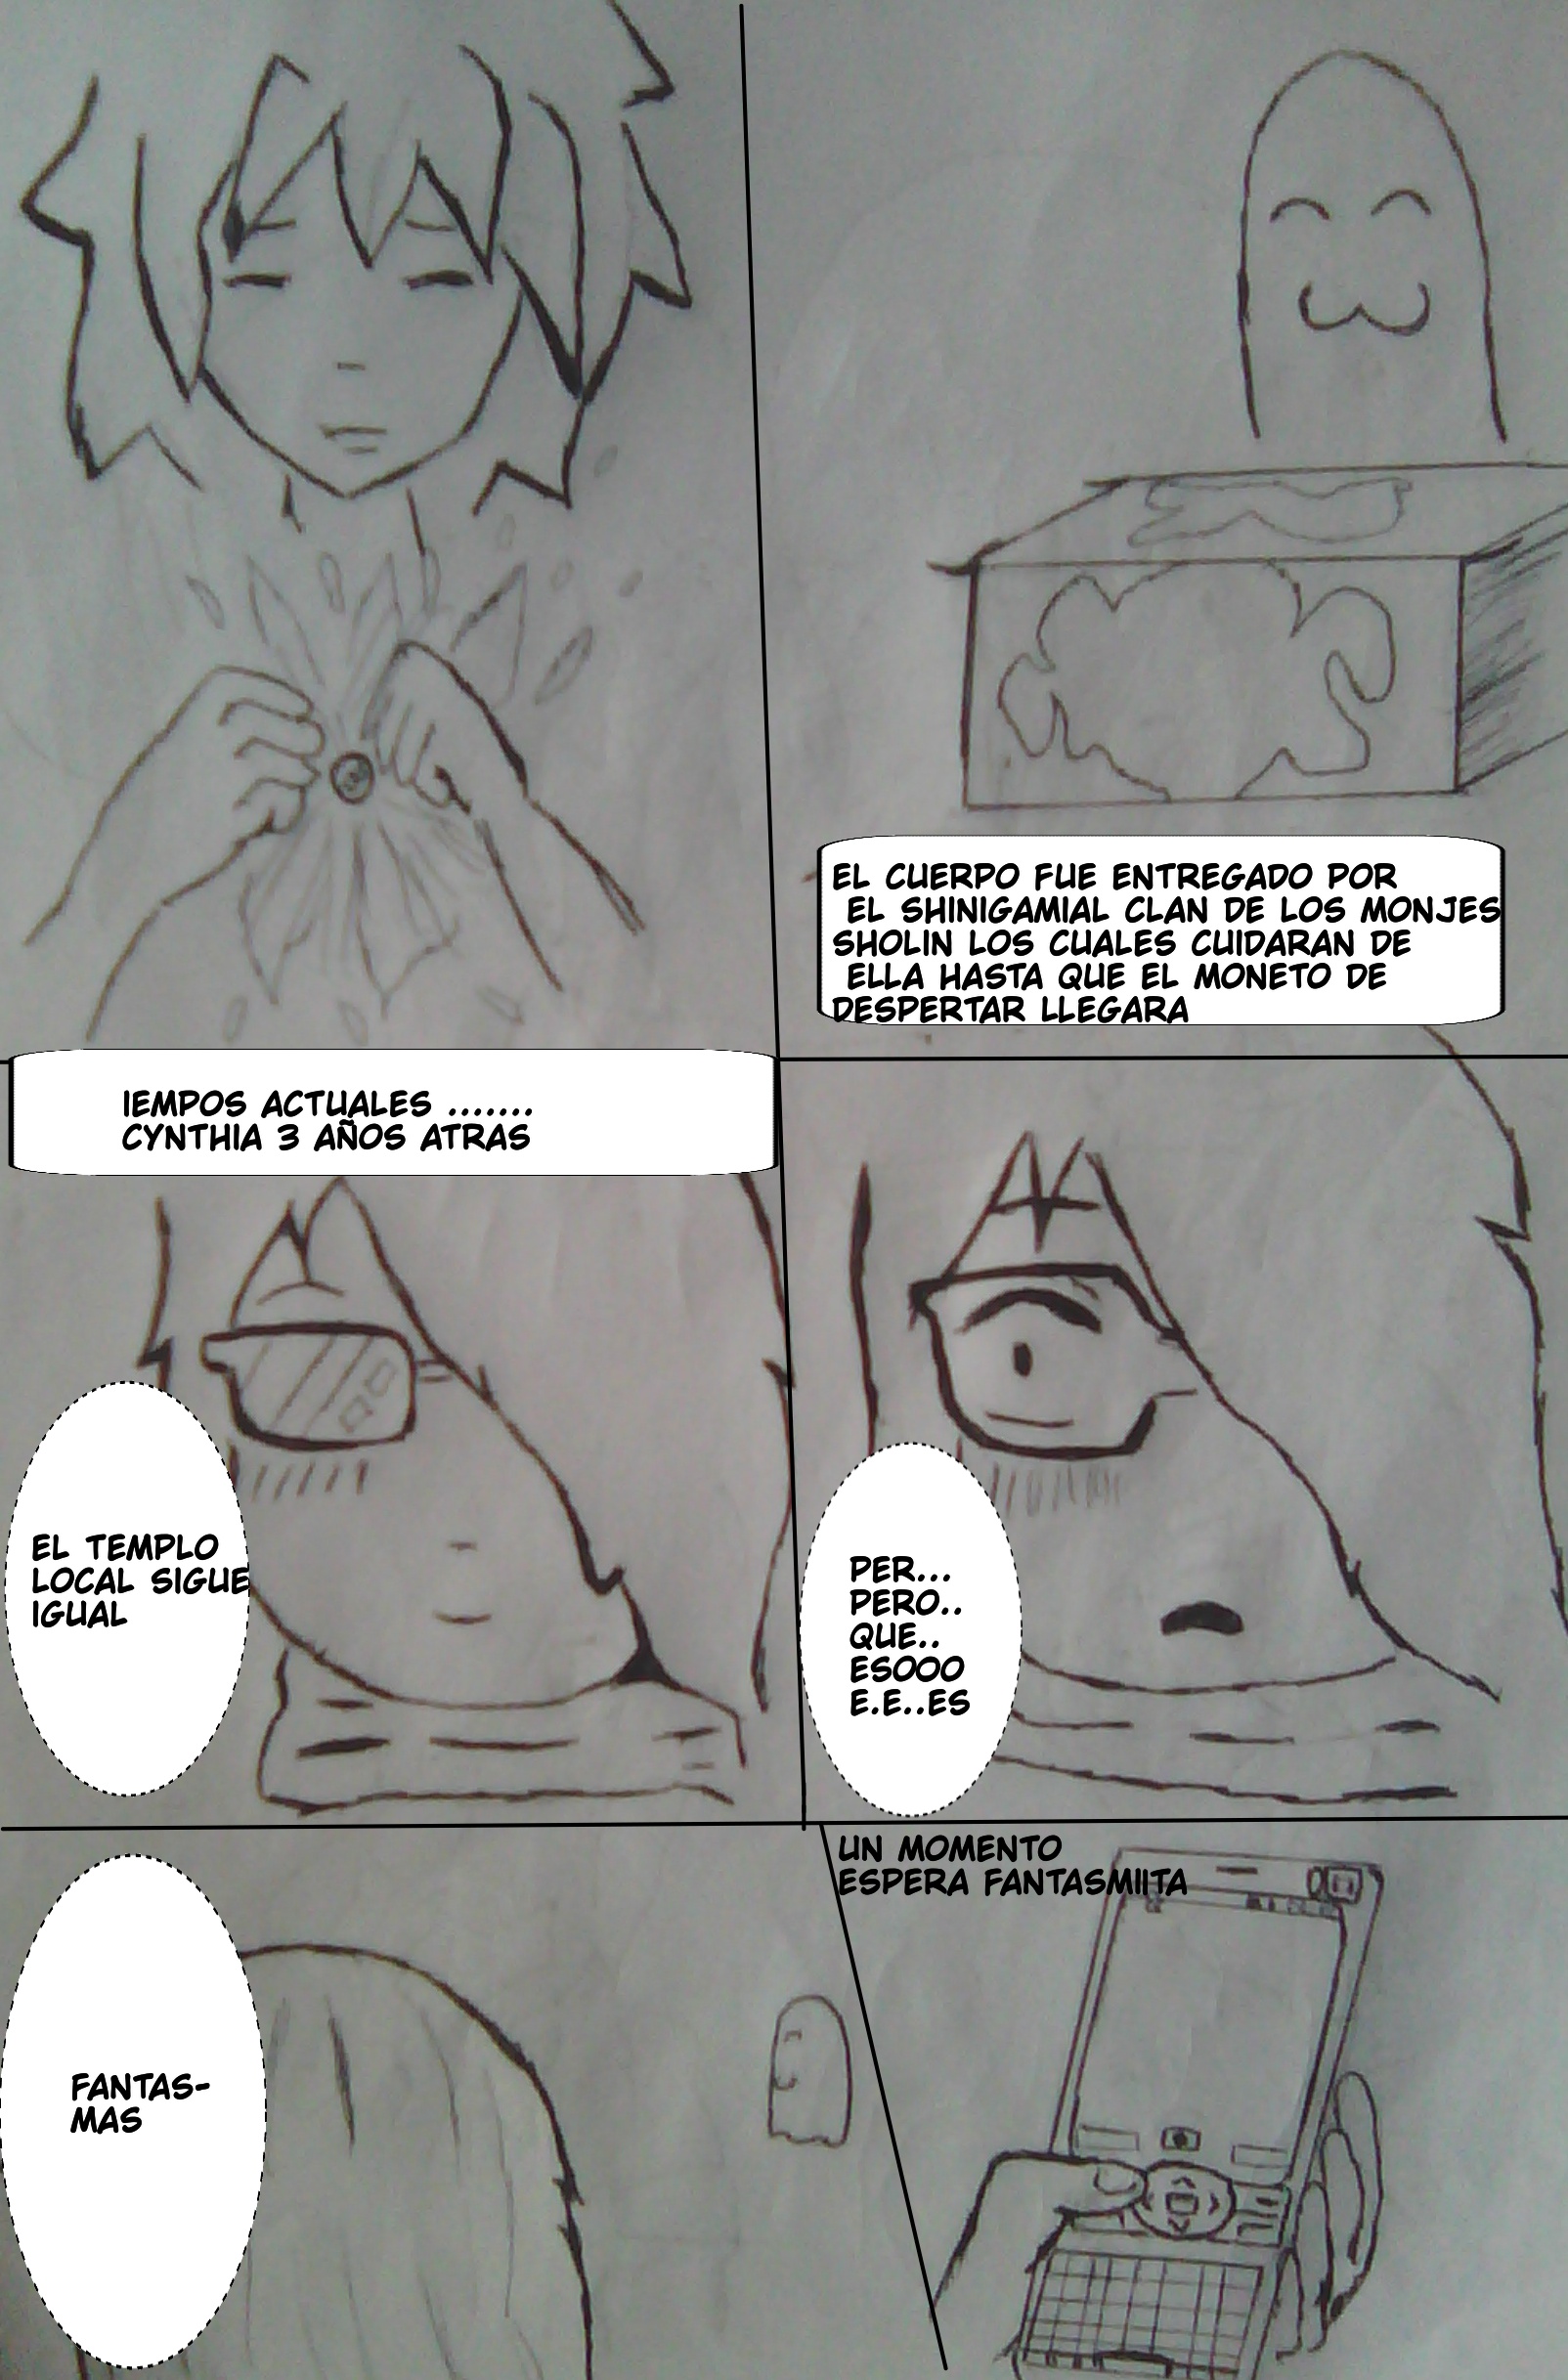 EL CUERPO FUE ENTREGADO POR
EL SHINIGAMIAL CLAN DE LOS MONJES
SHOLIN LOS CUALES CUIDARAN DE
ELLA HASTA QUE EL MONETO DE
DESPERTAR LLEGARA
IEMPOS ACTUALES .......
CYNTHIA 3 AÑOS ATRAS
EL TEMPLO
LOCAL SIGUE
IGUAL
PER...
PERO..
QUE..
ESOOO
E.E..ES
FANTAS-
MAS
UN MOMENTO
ESPERA FANTASMIITA